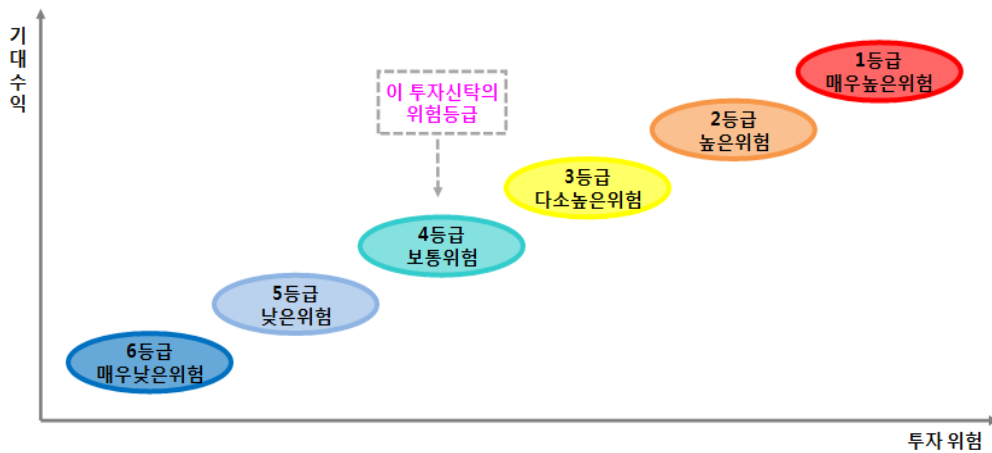 기
대
수
익
이 투자신탁의
위험등급
1등급
매우높은위험
2등급
높은위험
3등급
다소높은위험
4등급
보통위험
5등급
낮은위험
6등급
매우낮은위험
투자 위험